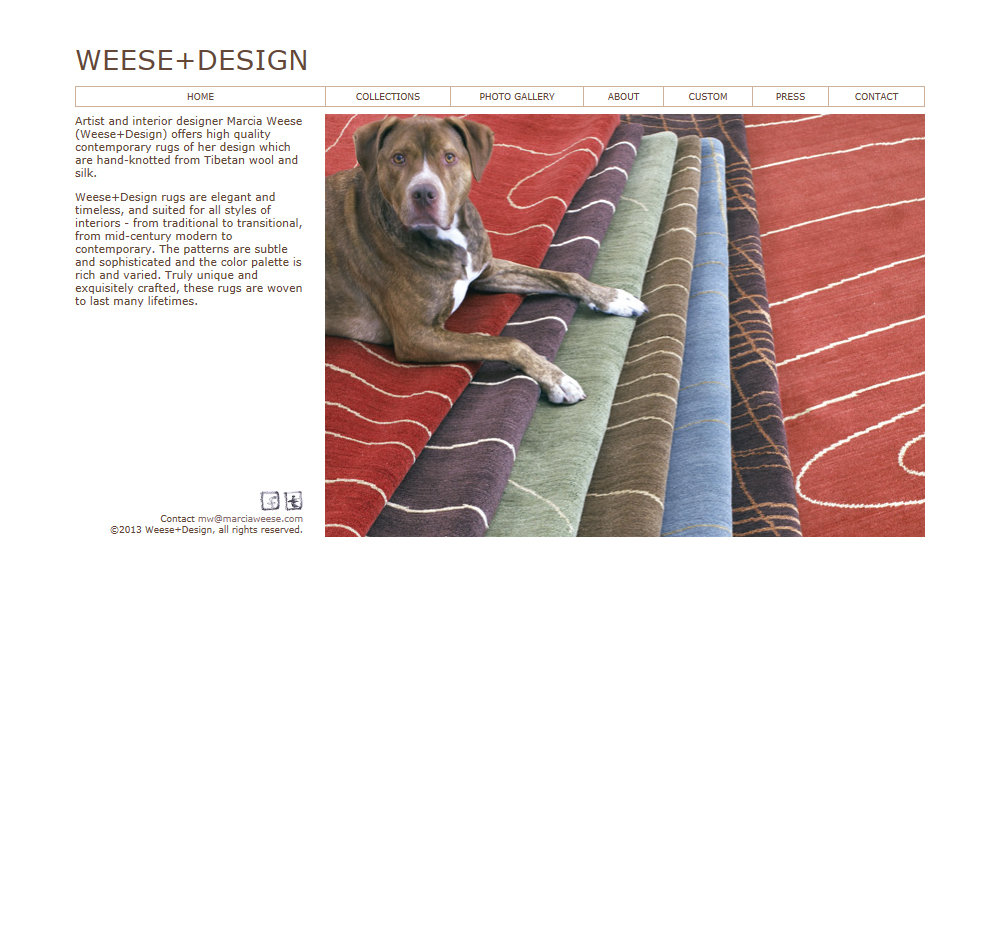 WEESE+DESIGN
HOME COLLECTIONS PHOTO GALLERY ABOUT CUSTOM PRESS CONTACT
Artist and interior designer Marcia Weese
(Weese+Design) offers high quality
contemporary rugs of her design which
are hand-knotted from Tibetan wool and
silk.
Weese+Design rugs are elegant and
timeless, and suited for all styles of
interiors - from traditional to transitional,
from mid-century modern to
contemporary. The patterns are subtle
and sophisticated and the color palette is
rich and varied. Truly unique and
exquisitely crafted, these rugs are woven
to last many lifetimes.
Contact mw@marciaweese.com
©2013 Weese+Design, all rights reserved.